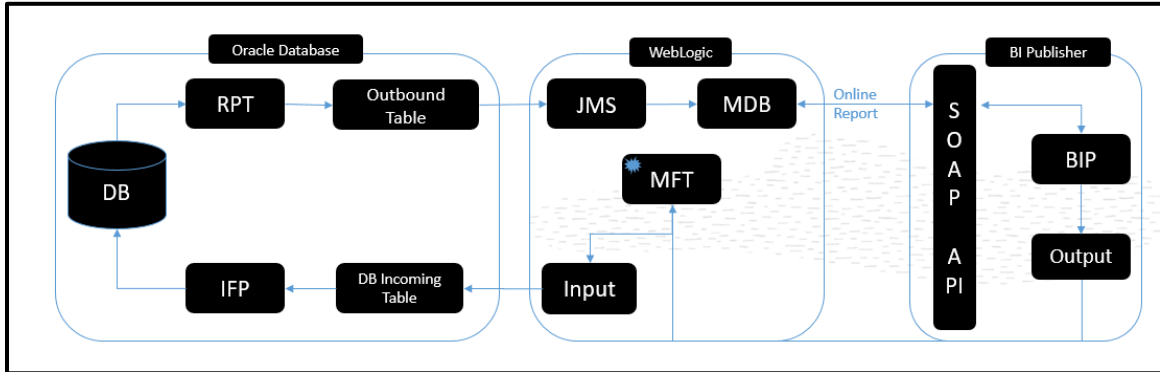 Oracle Database
WebLogic
BI Publisher
RPT
Outbound
Table
JMS
MDB
Online
Report
S
O
A
P
A
PI
BIP
DB
MFT
Output
IFP
DB Incoming
Table
Input